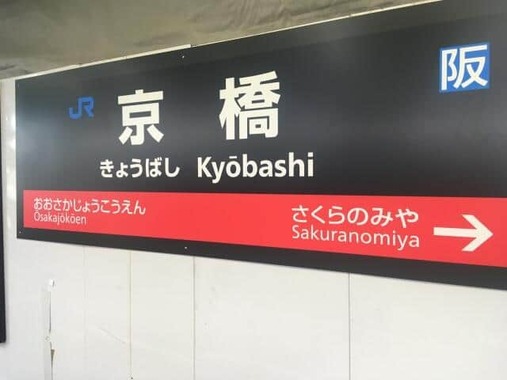 JR
阪
京橋
きょうばし Kyōbashi
おおさかじょうこうえん
Ōsakajōkōen
さくらのみや
Sakuranomiya